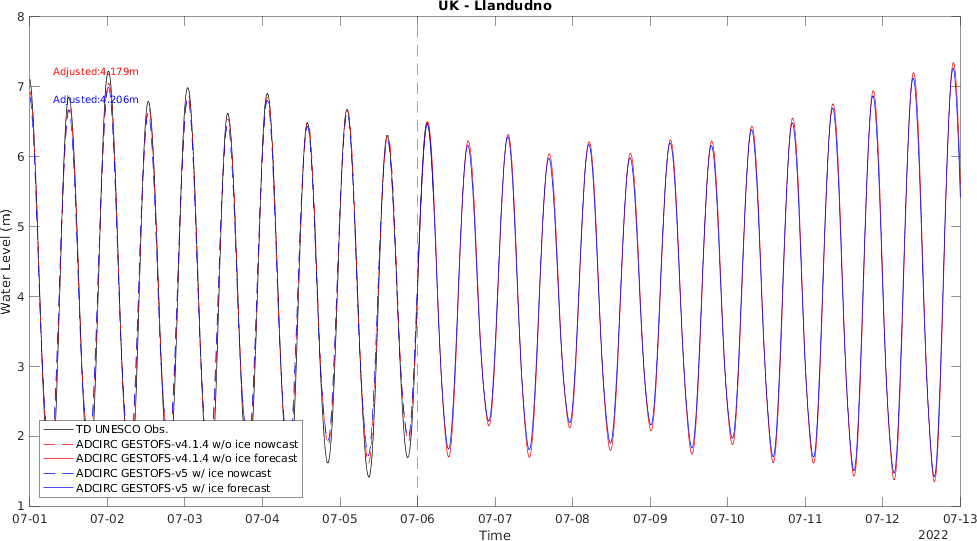 UK - Llandudno
8
7
6
5
4
3
2
1
Water Level (m)
Adjusted:4.179m
Adjusted:4.206m
TD UNESCO Obs.
ADCIRC GESTOFS-v4.1.4 w/o ice nowcast
ADCIRC GESTOFS-v4.1.4 w/o ice forecast
ADCIRC GESTOFS-v5 w/ ice nowcast
ADCIRC GESTOFS-v5 w/ ice forecast
07-01 07-02 07-03 07-04 07-05 07-06 07-07 07-08 07-09 07-10 07-11 07-12 07-13
Time
2022